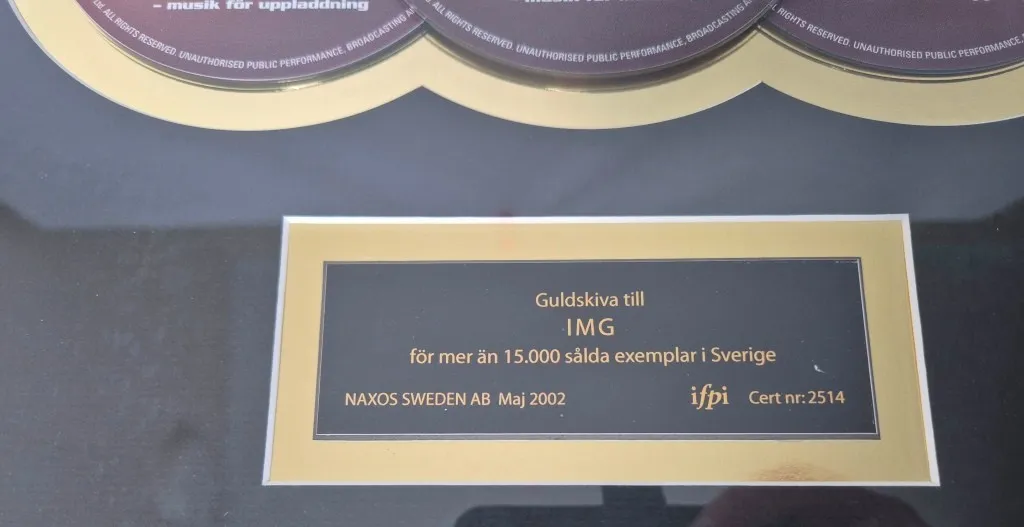 – musik för uppladdning
Ltd. ALL RIGHTS RESERVED. UNAUTHORISED PUBLIC PERFORMANCE, BROADCASTING
ALL RIGHTS RESERVED. UNAUTHORISED PUBLIC PERFORMANCE, BROADCASTING
ALL RIGHTS RESERVED. UNAUTHORISED PUBLIC PERFORMANCE,
Guldskiva till
IMG
för mer än 15.000 sålda exemplar i Sverige
NAXOS SWEDEN AB Maj 2002 ifpi Cert nr: 2514